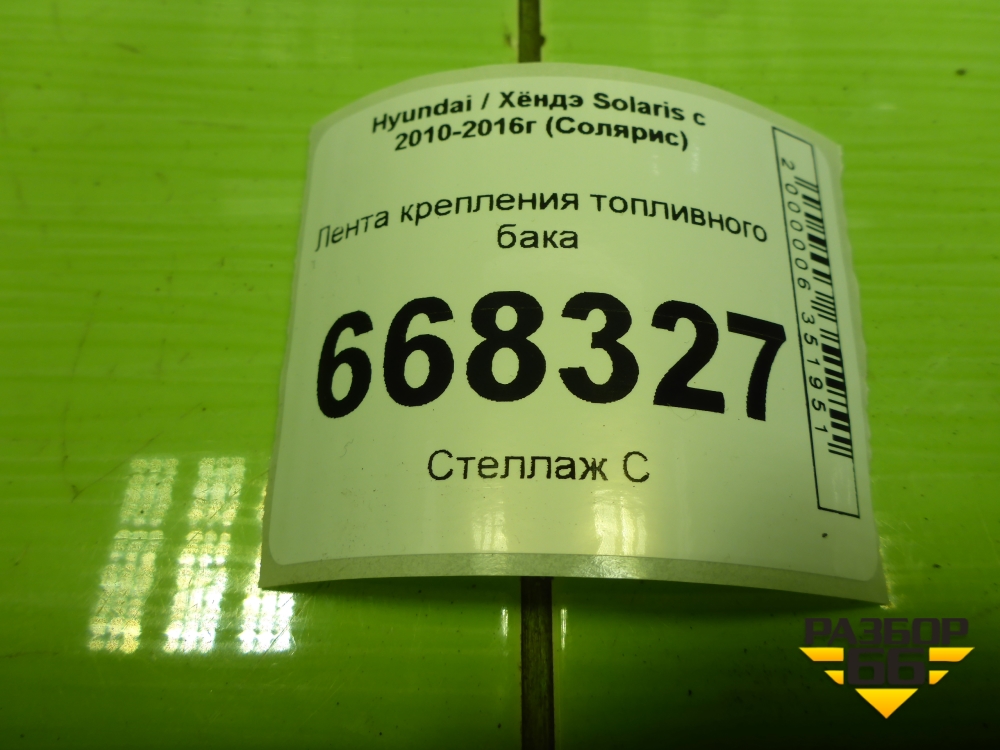 Hyundai / Хёндэ Solaris с
2010-2016г (Солярис)
Лента крепления топливного
бака
668327
Стеллаж С
2000006351951
РАЗБОР
66